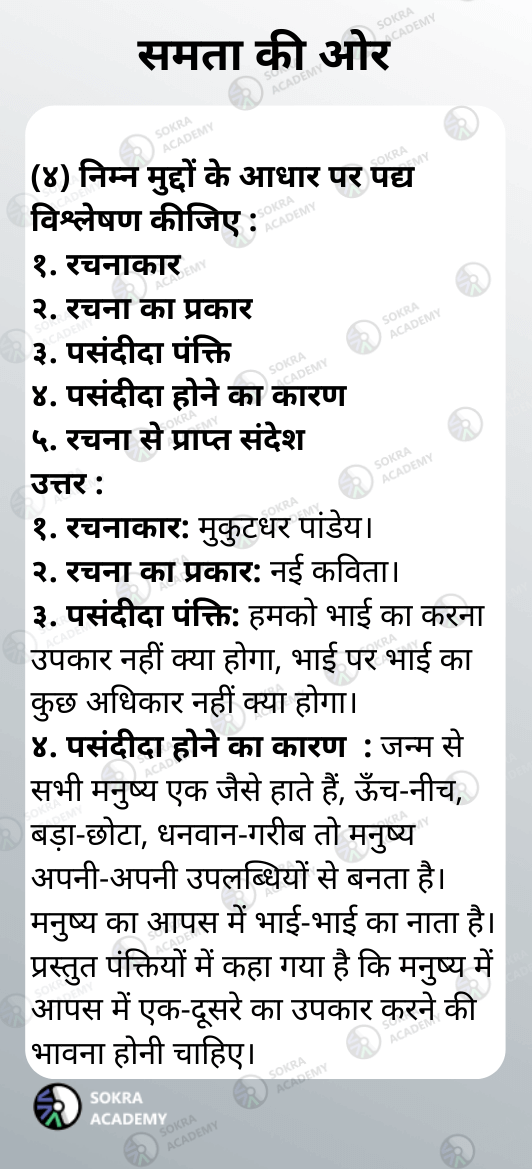 समता की ओर
(४) निम्न मुद्दों के आधार पर पद्य
विश्लेषण कीजिए :
१. रचनाकार
२. रचना का प्रकार
३. पसंदीदा पंक्ति
४. पसंदीदा होने का कारण
५. रचना से प्राप्त संदेश
उत्तर :
१. रचनाकार: मुकुटधर पांडेय।
२. रचना का प्रकार: नई कविता।
३. पसंदीदा पंक्ति: हमको भाई का करना
उपकार नहीं क्या होगा, भाई पर भाई का
कुछ अधिकार नहीं क्या होगा।
४. पसंदीदा होने का कारण : जन्म से
सभी मनुष्य एक जैसे हाते हैं, ऊँच-नीच,
बड़ा-छोटा, धनवान-गरीब तो मनुष्य
अपनी-अपनी उपलब्धियों से बनता है।
मनुष्य का आपस में भाई-भाई का नाता है।
प्रस्तुत पंक्तियों में कहा गया है कि मनुष्य में
आपस में एक-दूसरे का उपकार करने की
भावना होनी चाहिए।
SOKRA
ACADEMY